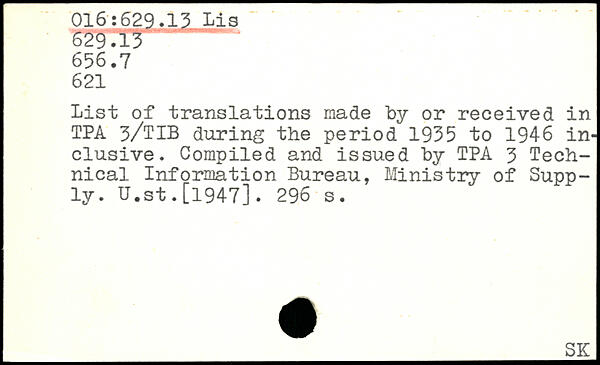 016:629.13 Lis
629.13
656.7
621
List of translations made by or received in
TPA 3/TIB during the period 1935 to 1946 in-
clusive. Compiled and issued by TPA 3 Tech-
nical Information Bureau, Ministry of Supp-
ly. U.st.[1947]. 296 s.
SK